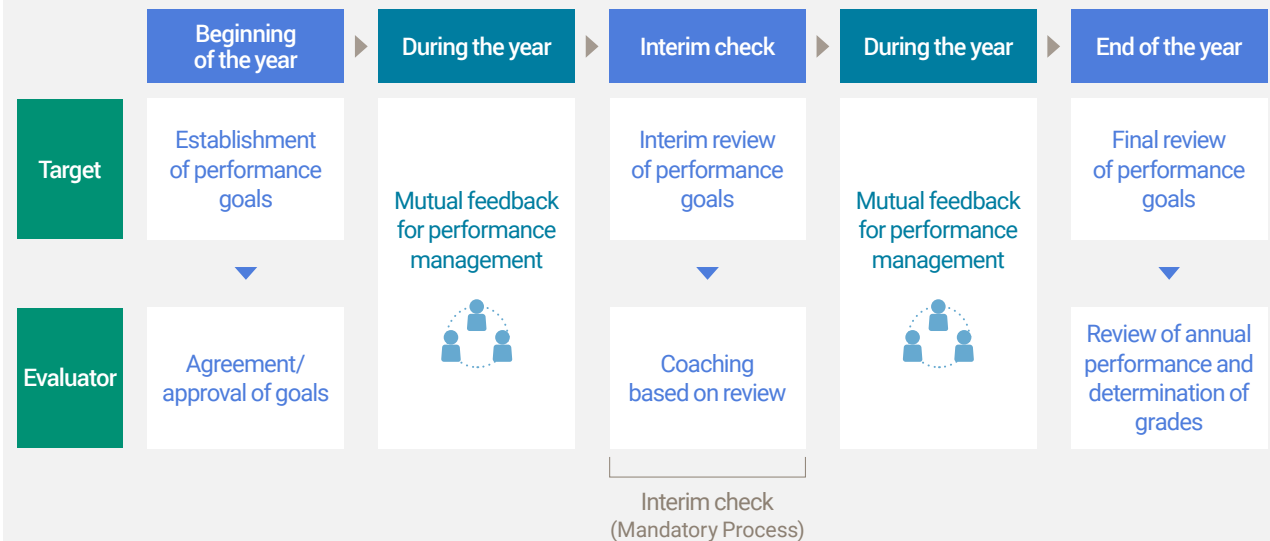 Beginning
of the year
During the year
Interim check
During the year
End of the year
Target
Establishment
of performance
goals
Mutual feedback
for performance
management
Interim review
of performance
goals
Mutual feedback
for performance
management
Final review
of performance
goals
Evaluator
Agreement/
approval of goals
Coaching
based on review
Review of annual
performance and
determination of
grades
Interim check
(Mandatory Process)